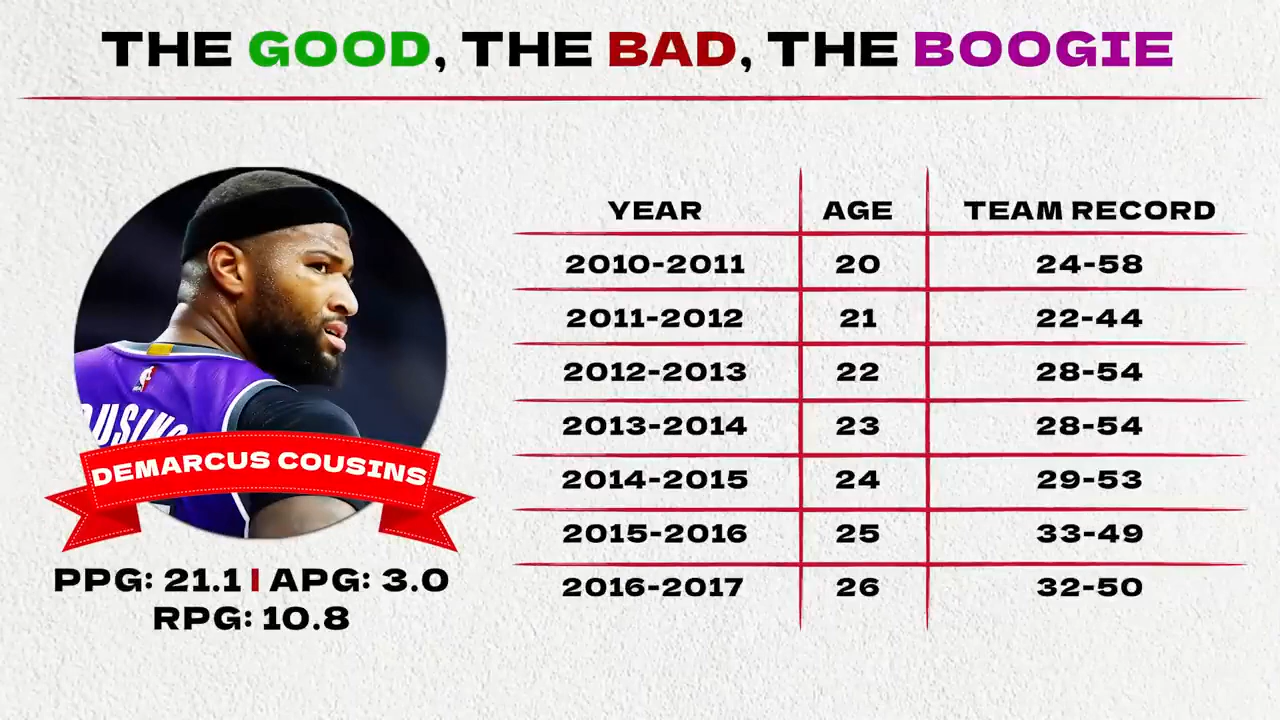 THE GOOD, THE BAD, THE BOOGIE
YEAR AGE TEAM RECORD
2010-2011 20 24-58
2011-2012 21 22-44
2012-2013 22 28-54
2013-2014 23 28-54
2014-2015 24 29-53
2015-2016 25 33-49
2016-2017 26 32-50
DEMARCUS COUSINS
PPG: 21.1 | APG: 3.0
RPG: 10.8